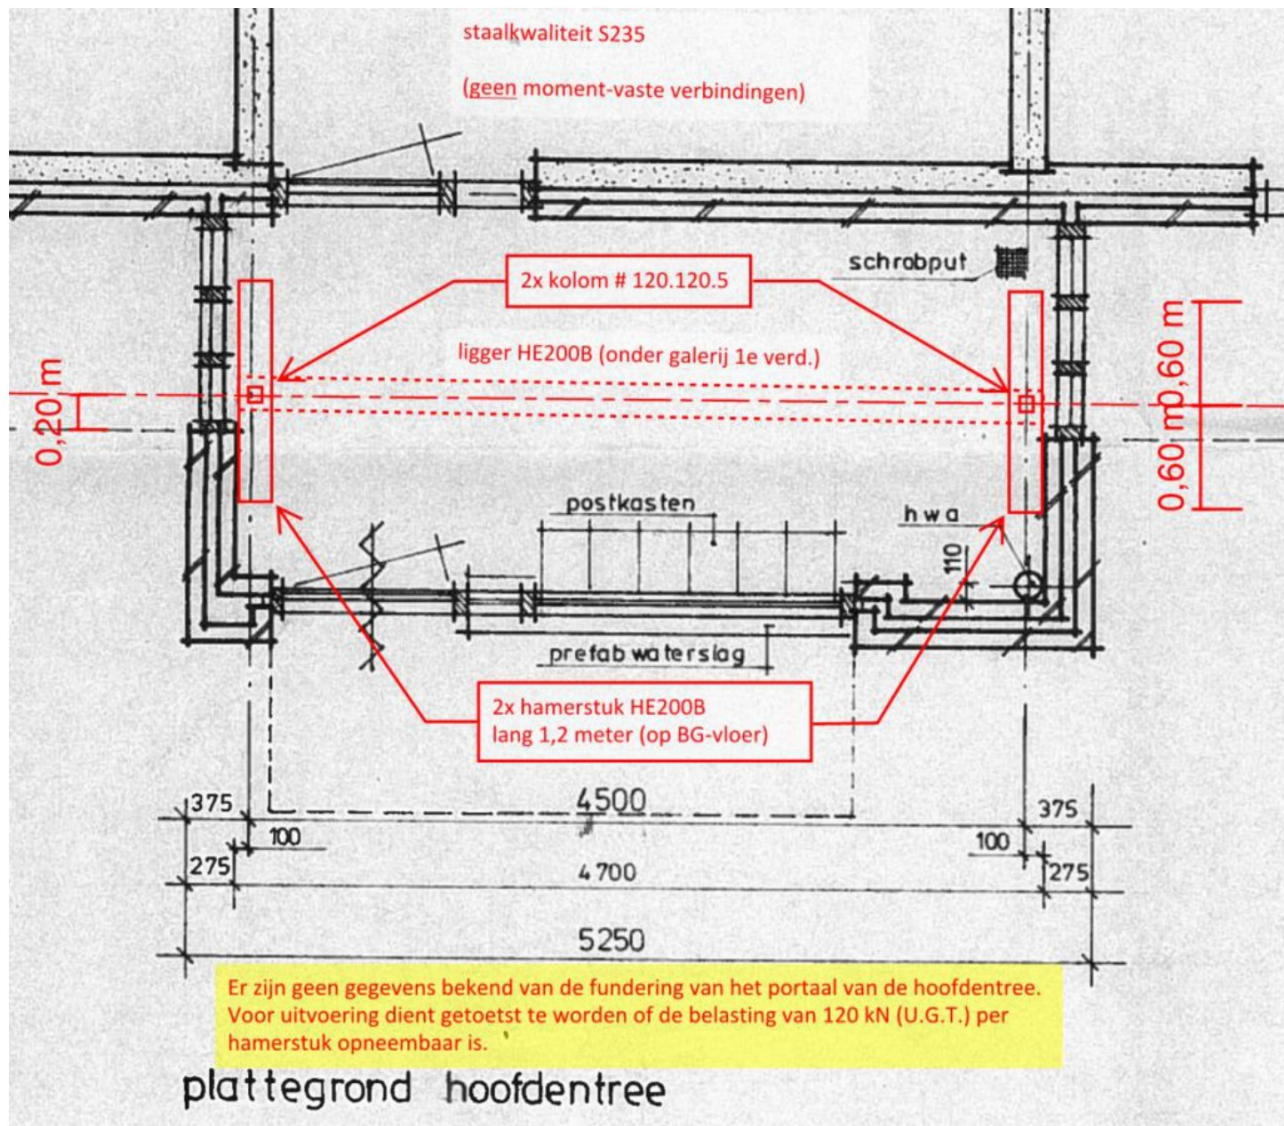 staalkwaliteit S235
(geen moment-vaste verbindingen)
2x kolom # 120.120.5
schrobput
ligger HE200B (onder galerij 1e verd.)
0,20 m
0,60 m
0,60 m
postkasten
hwa
110
prefab waterslag
2x hamerstuk HE200B
lang 1,2 meter (op BG-vloer)
375
4500
375
100
100
275
4700
275
5250
Er zijn geen gegevens bekend van de fundering van het portaal van de hoofdentree.
Voor uitvoering dient getoetst te worden of de belasting van 120 kN (U.G.T.) per
hamerstuk opneembaar is.
plattegrond hoofdentree